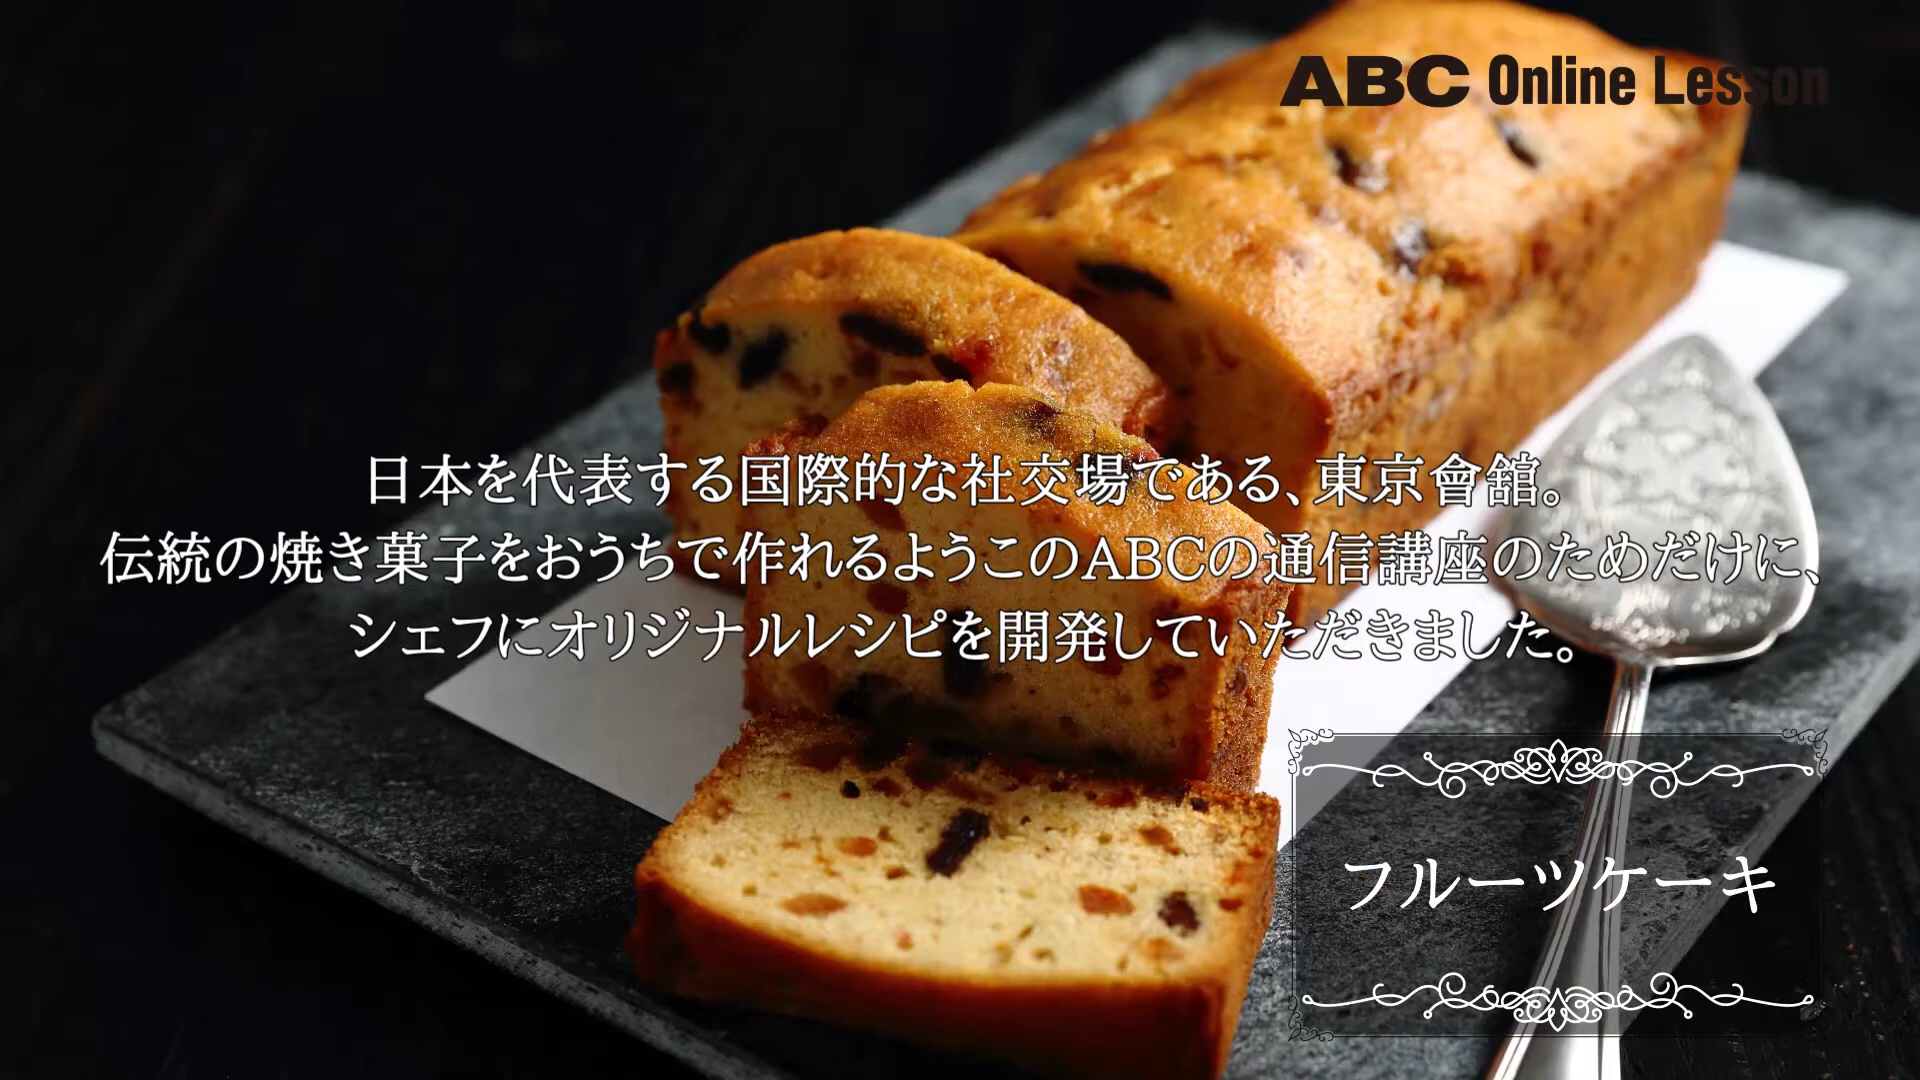 ABC Online Lesson
日本を代表する国際的な社交場である、東京會舘。
伝統の焼き菓子をおうちで作れるようこのABCの通信講座のためだけに、
シェフにオリジナルレシピを開発していただきました。
フルーツケーキ